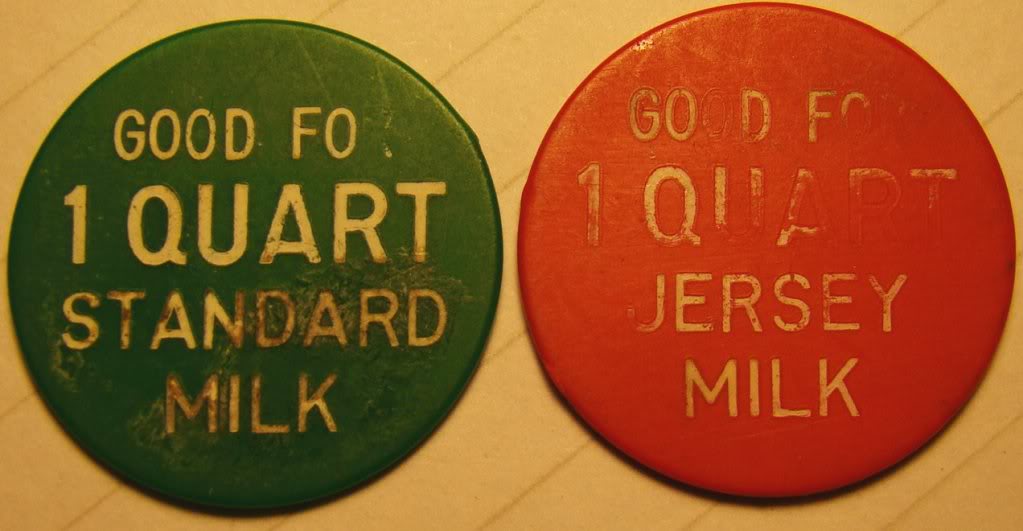 GOOD FO
1 QUART
STANDARD
MILK
GOOD FO
1 QUART
JERSEY
MILK